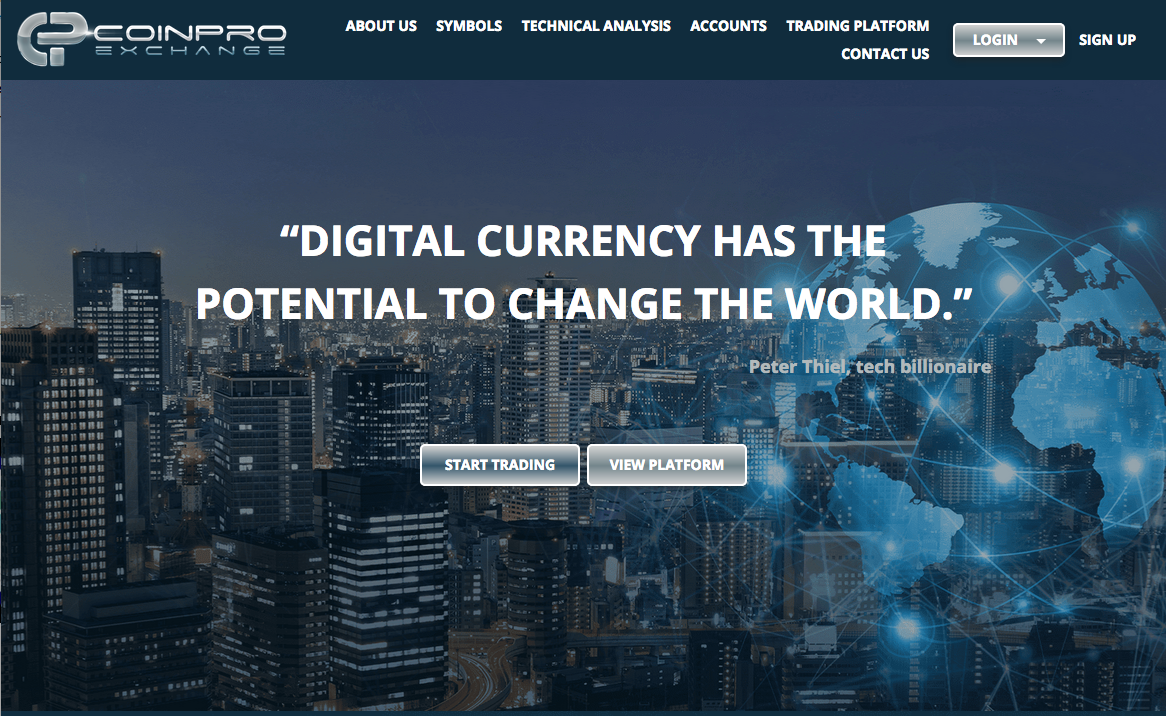 COINPRO
EXCHANGE
ABOUT US SYMBOLS TECHNICAL ANALYSIS ACCOUNTS TRADING PLATFORM
CONTACT US
LOGIN
SIGN UP
“DIGITAL CURRENCY HAS THE
POTENTIAL TO CHANGE THE WORLD.”
Peter Thiel, tech billionaire
START TRADING
VIEW PLATFORM